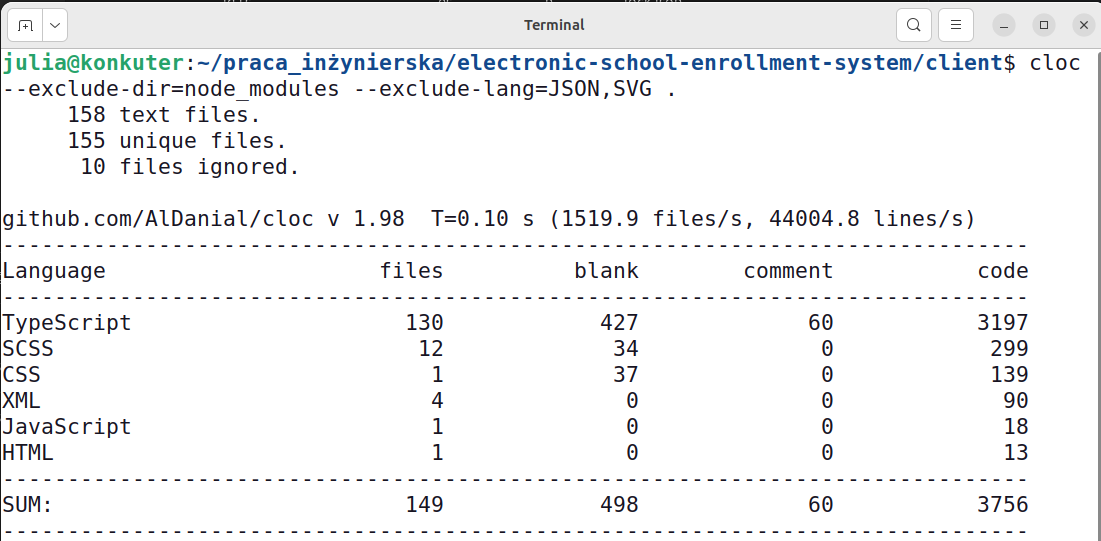 Terminal
julia@konkuter:~/praca_inżynierska/electronic-school-enrollment-system/client$ cloc
--exclude-dir=node_modules --exclude-lang=JSON,SVG .
     158 text files.
     155 unique files.
      10 files ignored.
github.com/AlDanial/cloc v 1.98  T=0.10 s (1519.9 files/s, 44004.8 lines/s)
-------------------------------------------------------------------------------
Language                     files          blank        comment           code
-------------------------------------------------------------------------------
TypeScript                     130            427             60           3197
SCSS                            12             34              0            299
CSS                              1             37              0            139
XML                              4              0              0             90
JavaScript                       1              0              0             18
HTML                             1              0              0             13
-------------------------------------------------------------------------------
SUM:                           149            498             60           3756
-------------------------------------------------------------------------------